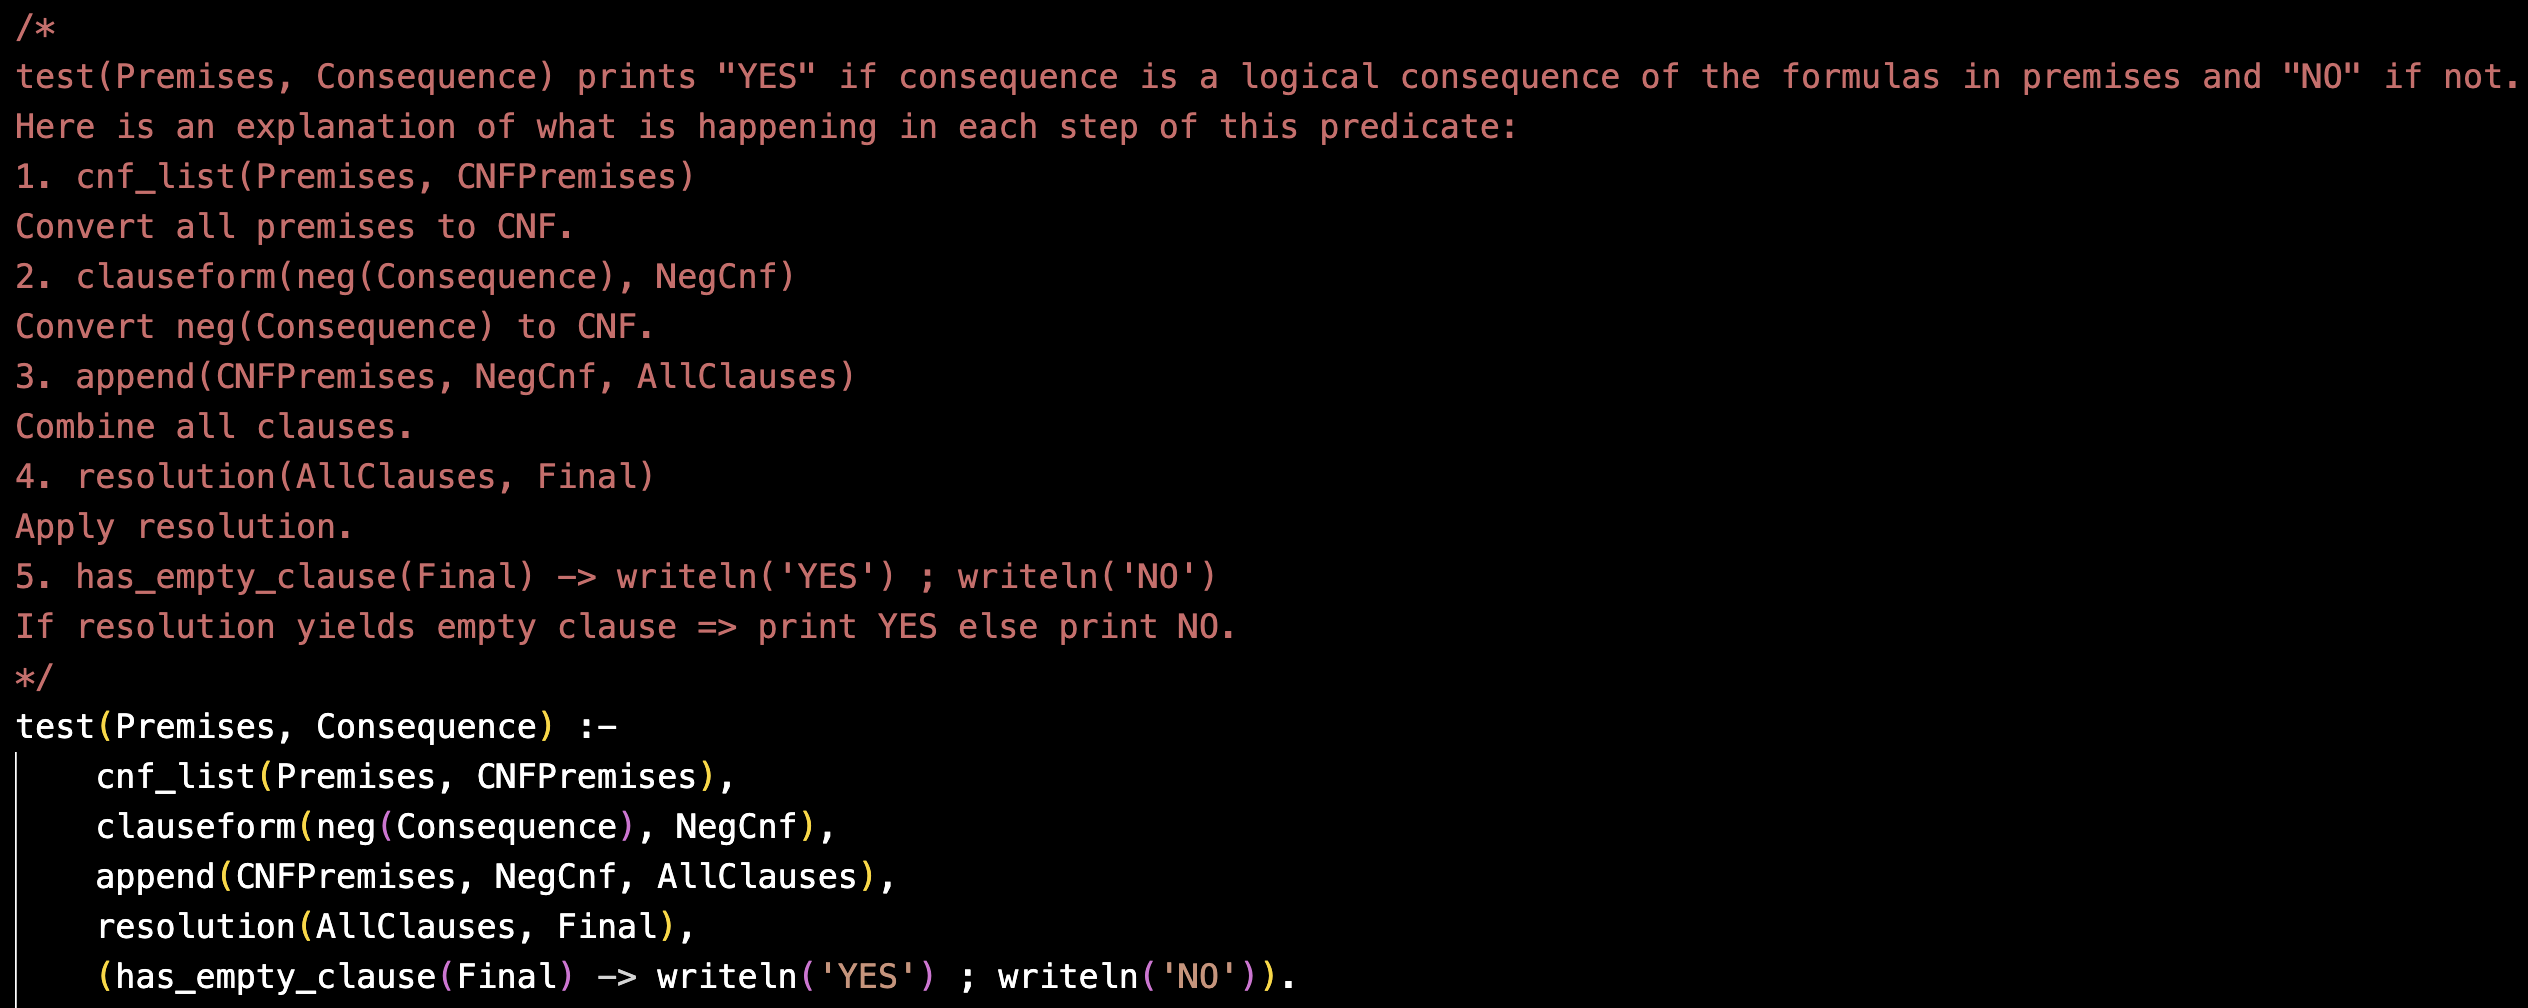 /*
test(Premises, Consequence) prints "YES" if consequence is a logical consequence of the formulas in premises and "NO" if not.
Here is an explanation of what is happening in each step of this predicate:
1. cnf_list(Premises, CNFPremises)
Convert all premises to CNF.
2. clauseform(neg(Consequence), NegCnf)
Convert neg(Consequence) to CNF.
3. append(CNFPremises, NegCnf, AllClauses)
Combine all clauses.
4. resolution(AllClauses, Final)
Apply resolution.
5. has_empty_clause(Final) -> writeln('YES') ; writeln('NO')
If resolution yields empty clause => print YES else print NO.
*/
test(Premises, Consequence) :-
    cnf_list(Premises, CNFPremises),
    clauseform(neg(Consequence), NegCnf),
    append(CNFPremises, NegCnf, AllClauses),
    resolution(AllClauses, Final),
    (has_empty_clause(Final) -> writeln('YES') ; writeln('NO')).